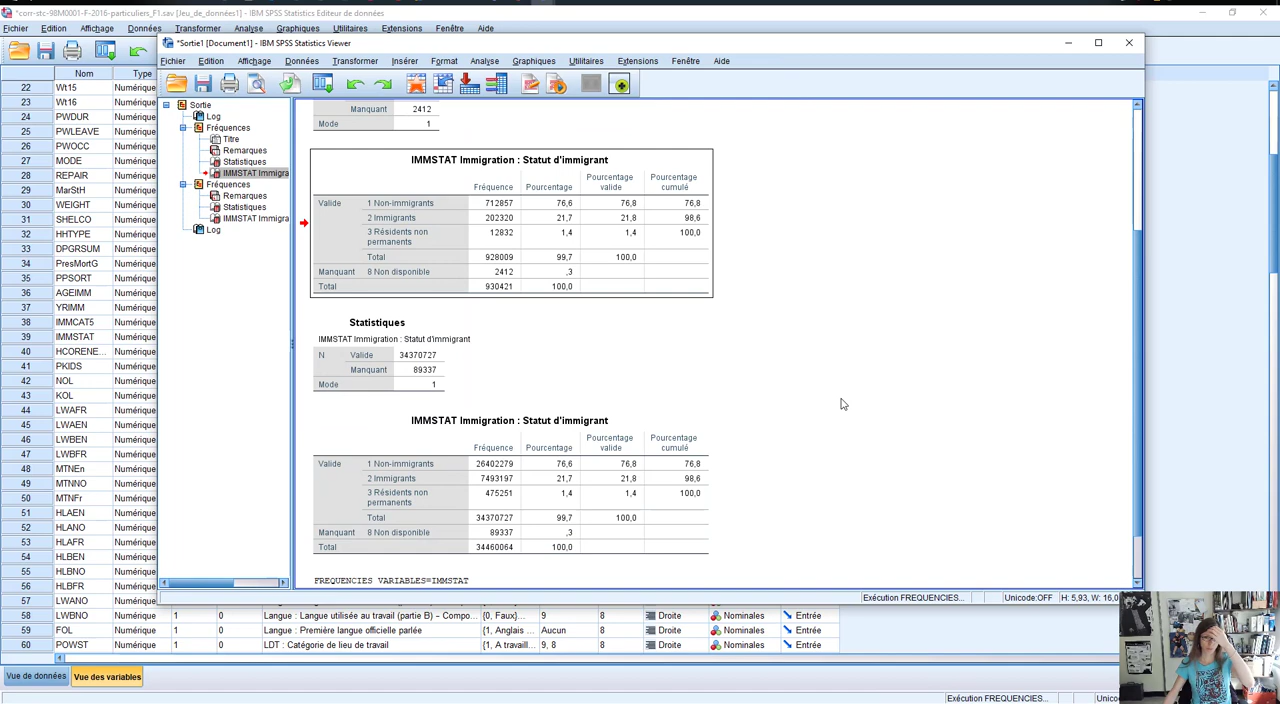 *corr-stc-98M0001-F-2016-particuliers_F1.sav [Jeu_de_données1] - IBM SPSS Statistics Editeur de données
Fichier Edition Affichage Données Transformer Analyse Graphiques Utilitaires Extensions Fenêtre Aide
*Sortie1 [Document1] - IBM SPSS Statistics Viewer
Fichier Edition Affichage Données Transformer Insérer Format Analyse Graphiques Utilitaires Extensions Fenêtre Aide
Nom Type
22 Wt15 Numérique
23 Wt16 Numérique
24 PWDUR Numérique
25 PWLEAVE Numérique
26 PWOCC Numérique
27 MODE Numérique
28 REPAIR Numérique
29 MarStH Numérique
30 WEIGHT Numérique
31 SHELCO Numérique
32 HHTYPE Numérique
33 DPGRSUM Numérique
34 PresMortG Numérique
35 PPSORT Numérique
36 AGEIMM Numérique
37 YRIMM Numérique
38 IMMCAT5 Numérique
39 IMMSTAT Numérique
40 HCORENE... Numérique
41 PKIDS Numérique
42 NOL Numérique
43 KOL Numérique
44 LWAFR Numérique
45 LWAEN Numérique
46 LWBEN Numérique
47 LWBFR Numérique
48 MTNEn Numérique
49 MTNNO Numérique
50 MTNFr Numérique
51 HLAEN Numérique
52 HLANO Numérique
53 HLAFR Numérique
54 HLBEN Numérique
55 HLBNO Numérique
56 HLBFR Numérique
57 LWANO Numérique
58 LWBNO Numérique 1 0 Langue : Langue utilisée au travail (partie B) – Compo... {0, Faux}... 9 8 Droite Nominales Entrée
59 FOL Numérique 1 0 Langue : Première langue officielle parlée {1, Anglais ... Aucun 8 Droite Nominales Entrée
60 POWST Numérique 1 0 LDT : Catégorie de lieu de travail {1, A travaill... 9, 8 8 Droite Nominales Entrée
Sortie
Log
Fréquences
Titre
Remarques
Statistiques
IMMSTAT Immigra
Fréquences
Remarques
Statistiques
IMMSTAT Immigra
Log
Manquant 2412
Mode 1
IMMSTAT Immigration : Statut d'immigrant
Fréquence Pourcentage Pourcentage valide Pourcentage cumulé
Valide 1 Non-immigrants 712857 76,6 76,8 76,8
2 Immigrants 202320 21,7 21,8 98,6
3 Résidents non permanents 12832 1,4 1,4 100,0
Total 928009 99,7 100,0
Manquant 8 Non disponible 2412 ,3
Total 930421 100,0
Statistiques
IMMSTAT Immigration : Statut d'immigrant
N Valide 34370727
Manquant 89337
Mode 1
IMMSTAT Immigration : Statut d'immigrant
Fréquence Pourcentage Pourcentage valide Pourcentage cumulé
Valide 1 Non-immigrants 26402279 76,6 76,8 76,8
2 Immigrants 7493197 21,7 21,8 98,6
3 Résidents non permanents 475251 1,4 1,4 100,0
Total 34370727 99,7 100,0
Manquant 8 Non disponible 89337 ,3
Total 34460064 100,0
FREQUENCIES VARIABLES=IMMSTAT
Exécution FREQUENCIES... Unicode:OFF H: 5,93, W: 16,0
Vue de données Vue des variables
Exécution FREQUENCIES... Unico